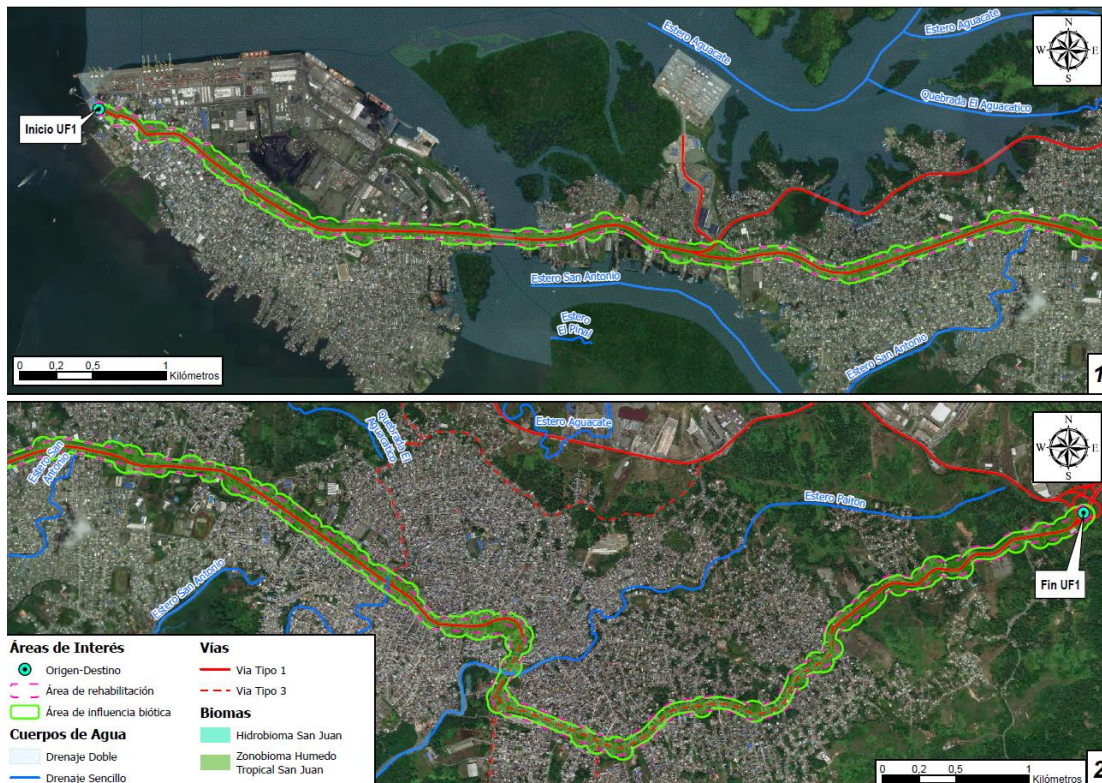 Estero Aguacate
Estero Aguacate
N
W
E
S
Quebrada El Aguacatico
Inicio UF1
Estero San Antonio
Estero
El Pinal
Estero San Antonio
0 0,2 0,5 1
Kilómetros
1
Quebrada El
Aguacatico
Estero Aguacate
N
W
E
S
Estero San
Antonio
Estero Pailon
Estero San Antonio
Fin UF1
Áreas de Interés
Origen-Destino
Área de rehabilitación
Área de influencia biótica
Cuerpos de Agua
Drenaje Doble
Drenaje Sencillo
Vías
Via Tipo 1
Via Tipo 3
Biomas
Hidrobioma San Juan
Zonobioma Humedo
Tropical San Juan
0 0,2 0,5 1
Kilómetros
2